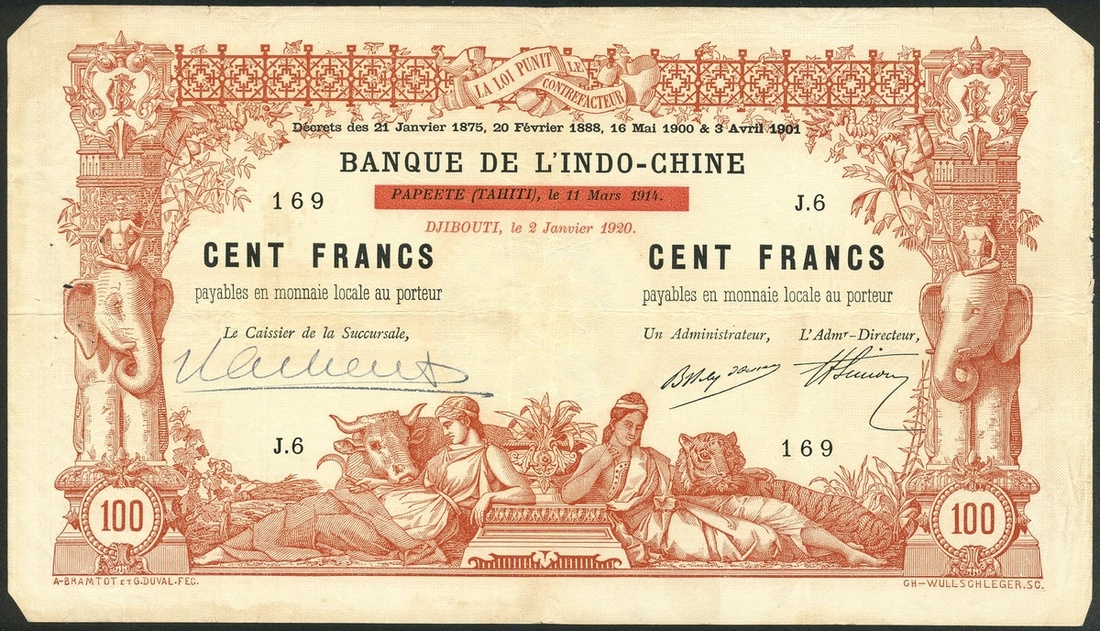 LA LOI PUNIT LE CONTREFACTEUR
Décrets des 21 Janvier 1875, 20 Février 1888, 16 Mai 1900 & 3 Avril 1901
BANQUE DE L'INDO-CHINE
169 PAPEETE (TAHITI), le 11 Mars 1914. J.6
DJIBOUTI, le 2 Janvier 1920.
CENT FRANCS CENT FRANCS
payables en monnaie locale au porteur payables en monnaie locale au porteur
Le Caissier de la Succursale, Un Administrateur, L'Admr-Directeur,
J.6 169
100 100
A-BRAMTOT ET G.DUVAL.FEC. CH-WULLSCHLEGER.SC.